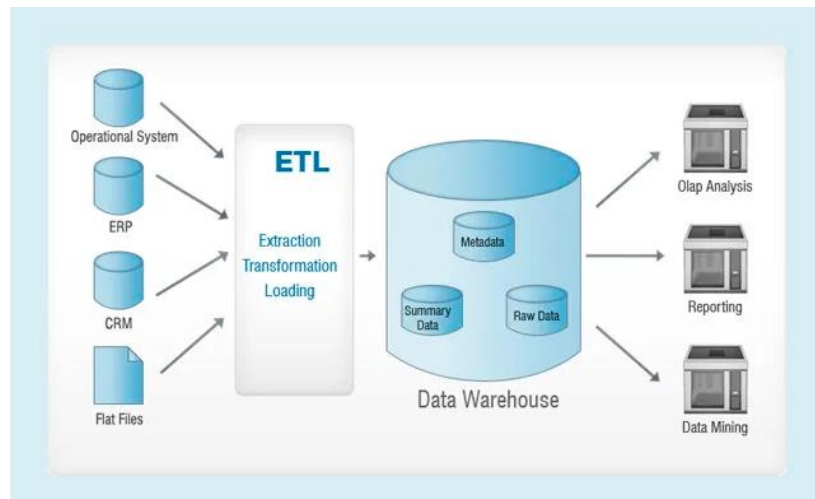 Operational System
ERP
CRM
Flat Files
ETL
Extraction
Transformation
Loading
Metadata
Summary
Data
Raw Data
Data Warehouse
Olap Analysis
Reporting
Data Mining